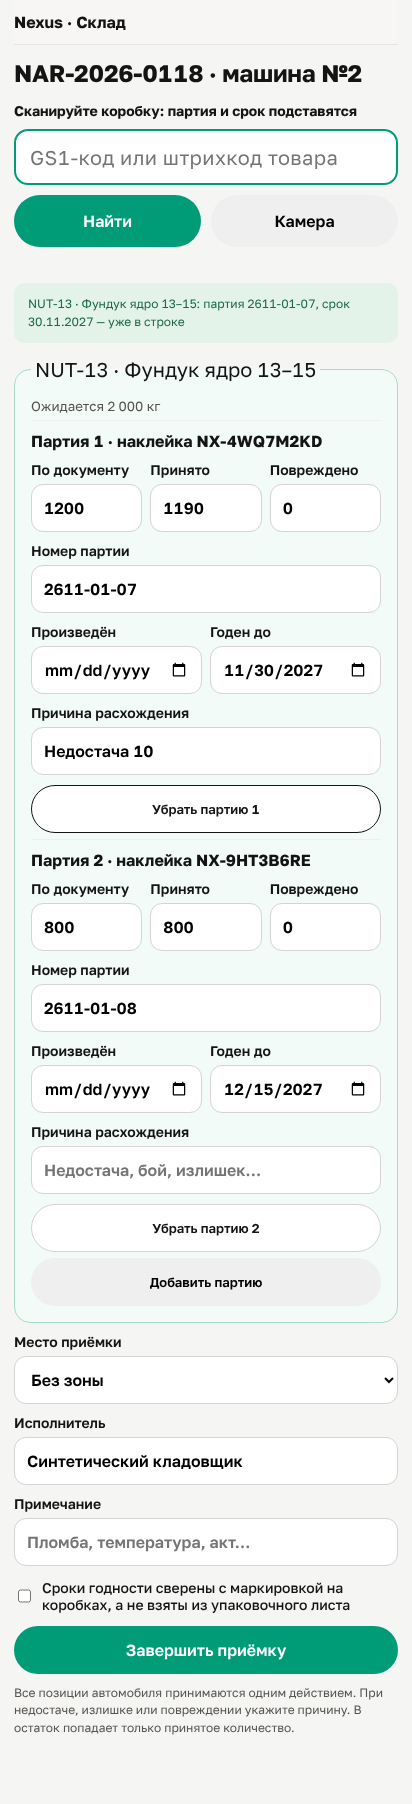 Nexus · Склад
NAR-2026-0118 · машина №2
Сканируйте коробку: партия и срок подставятся
GS1-код или штрихкод товара
Найти
Камера
NUT-13 · Фундук ядро 13–15: партия 2611-01-07, срок
30.11.2027 — уже в строке
NUT-13 · Фундук ядро 13–15
Ожидается 2 000 кг
Партия 1 · наклейка NX-4WQ7M2KD
По документу Принято Повреждено
1200 1190 0
Номер партии
2611-01-07
Произведён Годен до
mm/dd/yyyy 11/30/2027
Причина расхождения
Недостача 10
Убрать партию 1
Партия 2 · наклейка NX-9HT3B6RE
По документу Принято Повреждено
800 800 0
Номер партии
2611-01-08
Произведён Годен до
mm/dd/yyyy 12/15/2027
Причина расхождения
Недостача, бой, излишек...
Убрать партию 2
Добавить партию
Место приёмки
Без зоны
Исполнитель
Синтетический кладовщик
Примечание
Пломба, температура, акт...
Сроки годности сверены с маркировкой на
коробках, а не взяты из упаковочного листа
Завершить приёмку
Все позиции автомобиля принимаются одним действием. При
недостаче, излишке или повреждении укажите причину. В
остаток попадает только принятое количество.